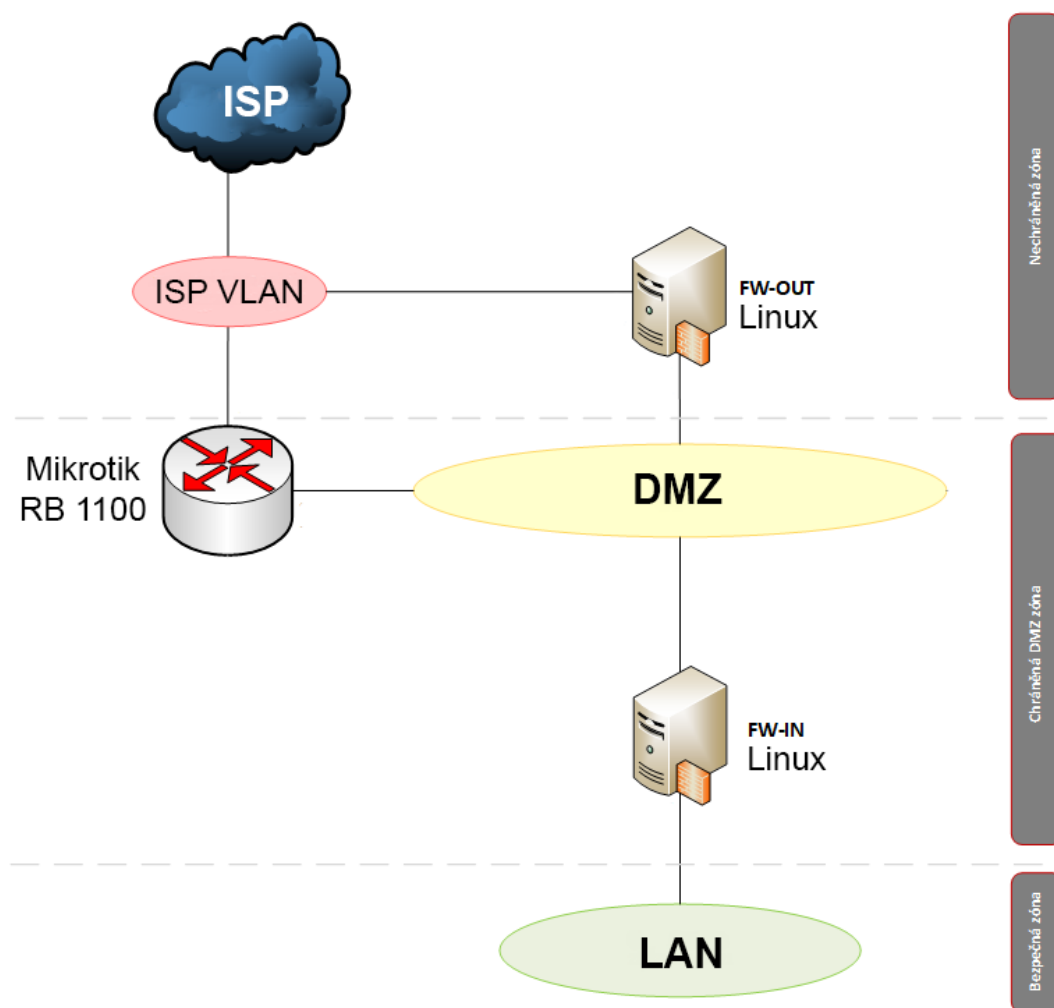 ISP
ISP VLAN
FW-OUT
Linux
Nechráněná zóna
Mikrotik
RB 1100
DMZ
Chráněná DMZ zóna
FW-IN
Linux
LAN
Bezpečná zóna